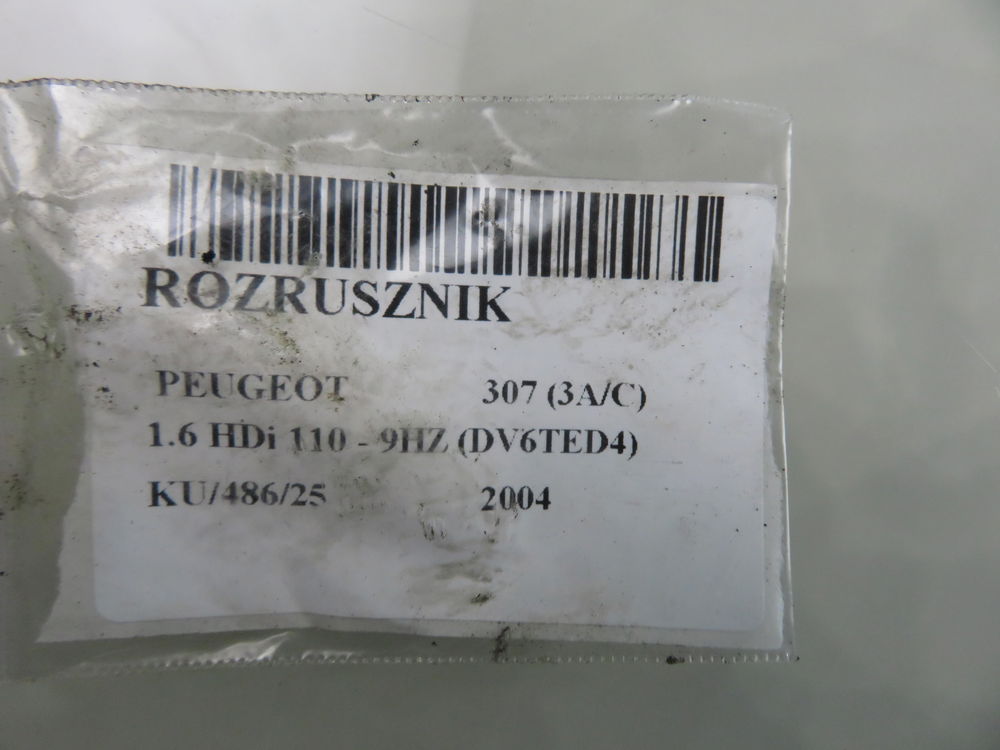 ROZRUSZNIK
PEUGEOT 307 (3A/C)
1.6 HDi 110 - 9HZ (DV6TED4)
KU/486/25 2004